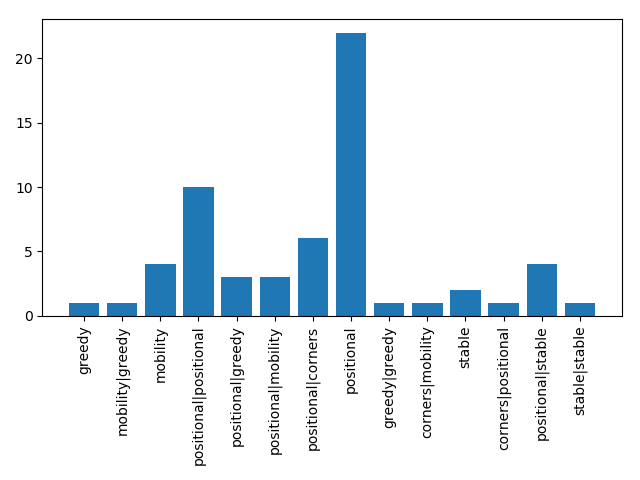 20
15
10
5
0
greedy
mobility|greedy
mobility
positional|positional
positional|greedy
positional|mobility
positional|corners
positional
greedy|greedy
corners|mobility
stable
corners|positional
positional|stable
stable|stable